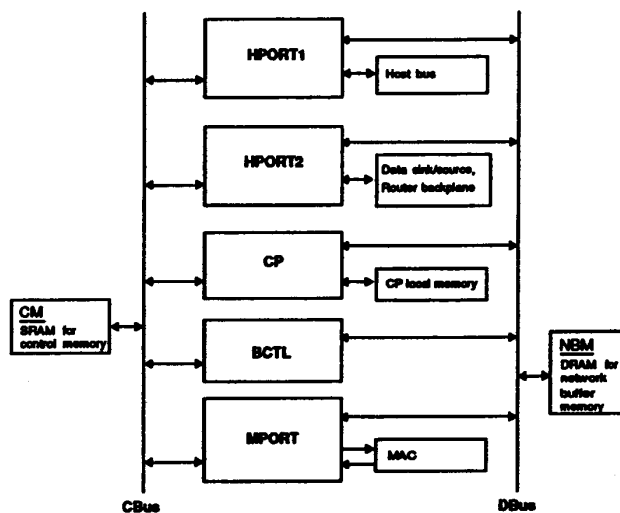 HPORT1
Host bus
HPORT2
Data sink/source,
Router backplane
CP
CP local memory
CM
SRAM for
control memory
BCTL
NBM
DRAM for
network
buffer
memory
MPORT
MAC
CBus
DBus